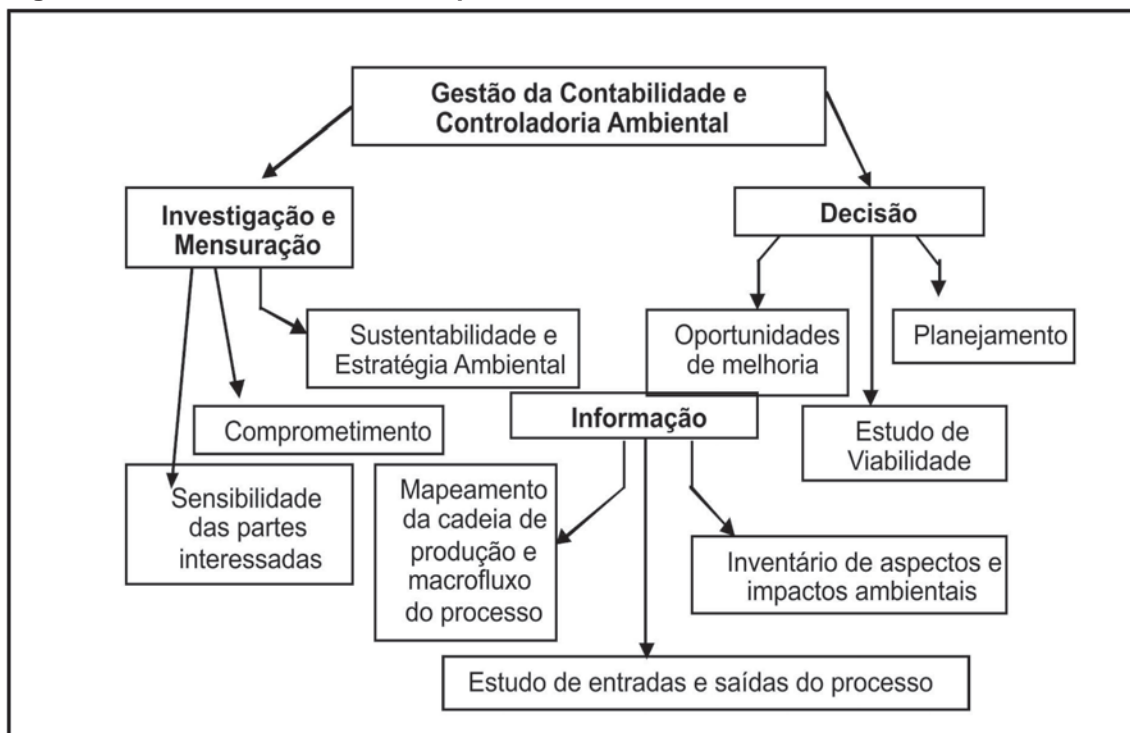 Gestão da Contabilidade e
Controladoria Ambiental
Investigação e
Mensuração
Decisão
Sustentabilidade e
Estratégia Ambiental
Oportunidades
de melhoria
Planejamento
Comprometimento
Informação
Estudo de
Viabilidade
Sensibilidade
das partes
interessadas
Mapeamento
da cadeia de
produção e
macrofluxo
do processo
Inventário de aspectos e
impactos ambientais
Estudo de entradas e saídas do processo